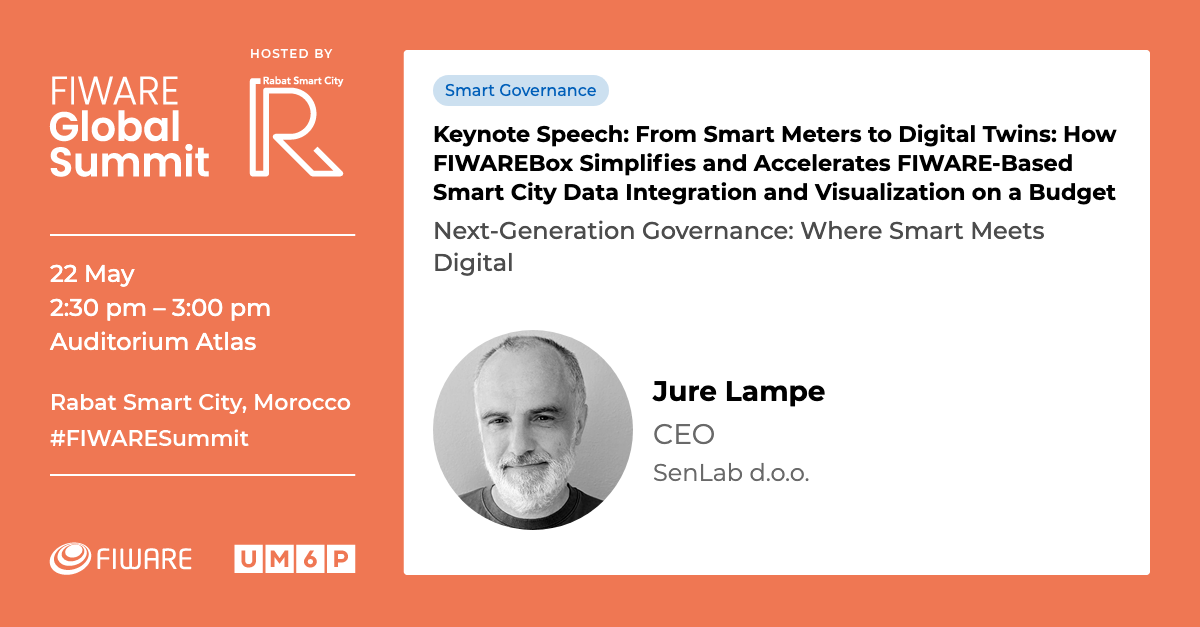 HOSTED BY
FIWARE
Global
Summit
Rabat Smart City
R
22 May
2:30 pm – 3:00 pm
Auditorium Atlas
Rabat Smart City, Morocco
#FIWARESummit
FIWARE
UM6P
Smart Governance
Keynote Speech: From Smart Meters to Digital Twins: How
FIWAREBox Simplifies and Accelerates FIWARE-Based
Smart City Data Integration and Visualization on a Budget
Next-Generation Governance: Where Smart Meets
Digital
Jure Lampe
CEO
SenLab d.o.o.